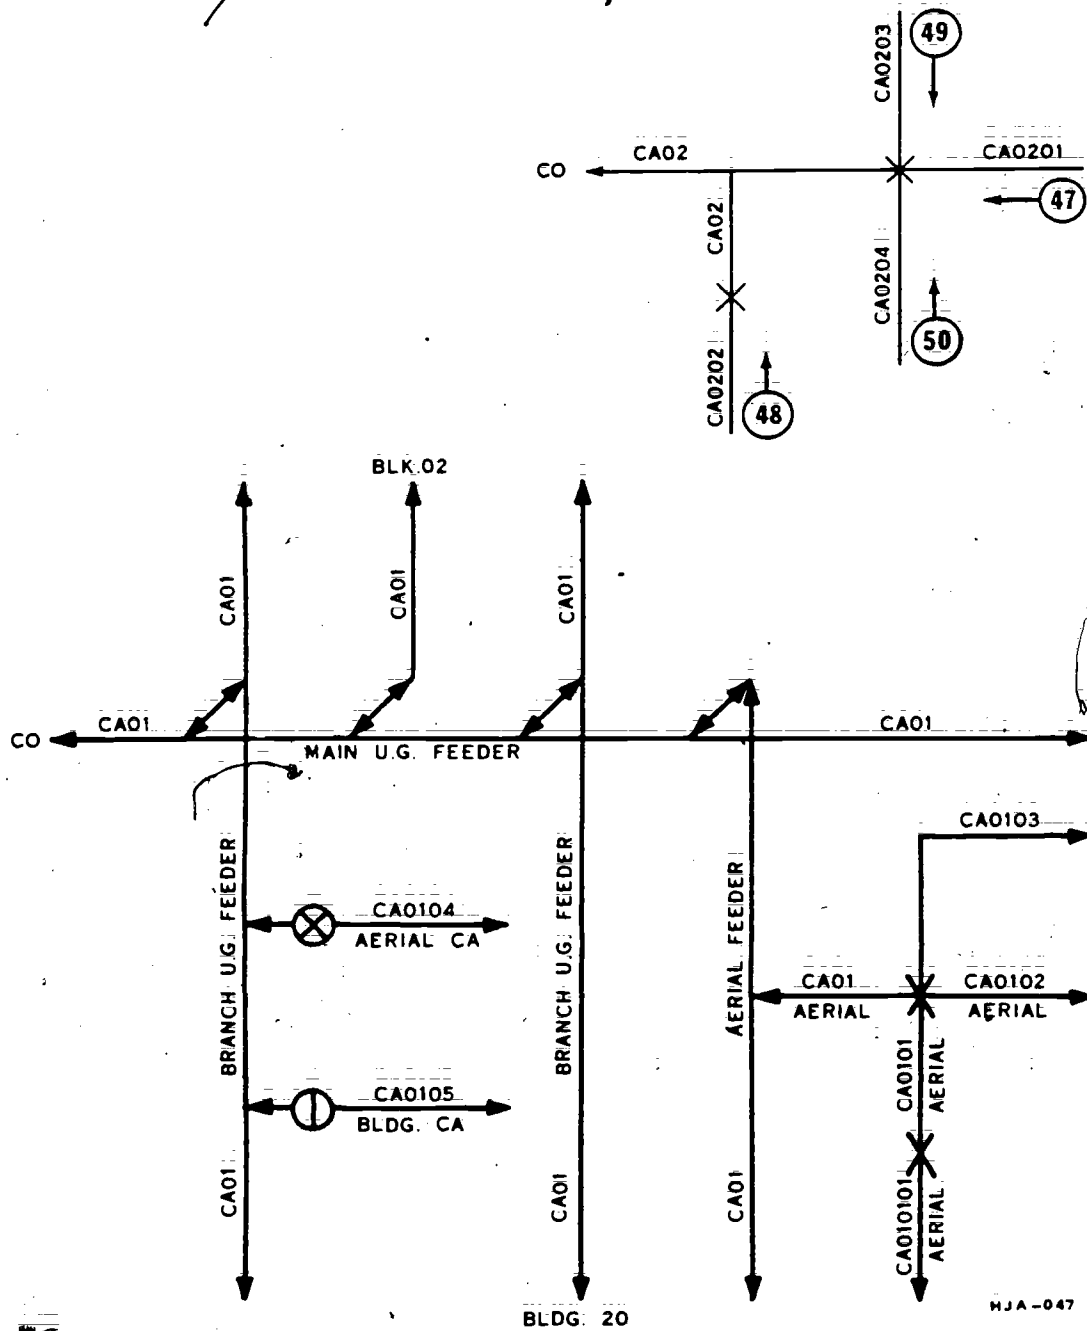 49
CA0203
CA02
CA0201
CO
47
CA02
CA0204
50
CA0202
48
BLK.02
CA01
CA01
CA01
CA01
CA01
CO
MAIN U.G. FEEDER
CA0103
BRANCH U.G. FEEDER
BRANCH U.G. FEEDER
AERIAL FEEDER
CA0104
AERIAL CA
CA01
AERIAL
CA0102
AERIAL
CA0101
AERIAL
CA0105
BLDG. CA
CA01
CA01
CA01
CA010101
AERIAL
BLDG. 20
HJA-047